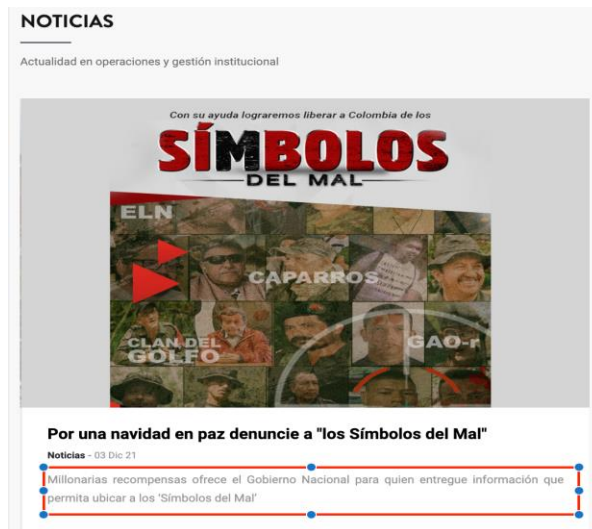 NOTICIAS
Actualidad en operaciones y gestión institucional
Con su ayuda lograremos liberar a Colombia de los
SÍMBOLOS
DEL MAL
ELN
CAPARROS
CLAN DEL
GOLFO
GAO-r
Por una navidad en paz denuncie a "los Símbolos del Mal"
Noticias - 03 Dic 21
Millonarias recompensas ofrece el Gobierno Nacional para quien entregue información que
permita ubicar a los 'Símbolos del Mal'